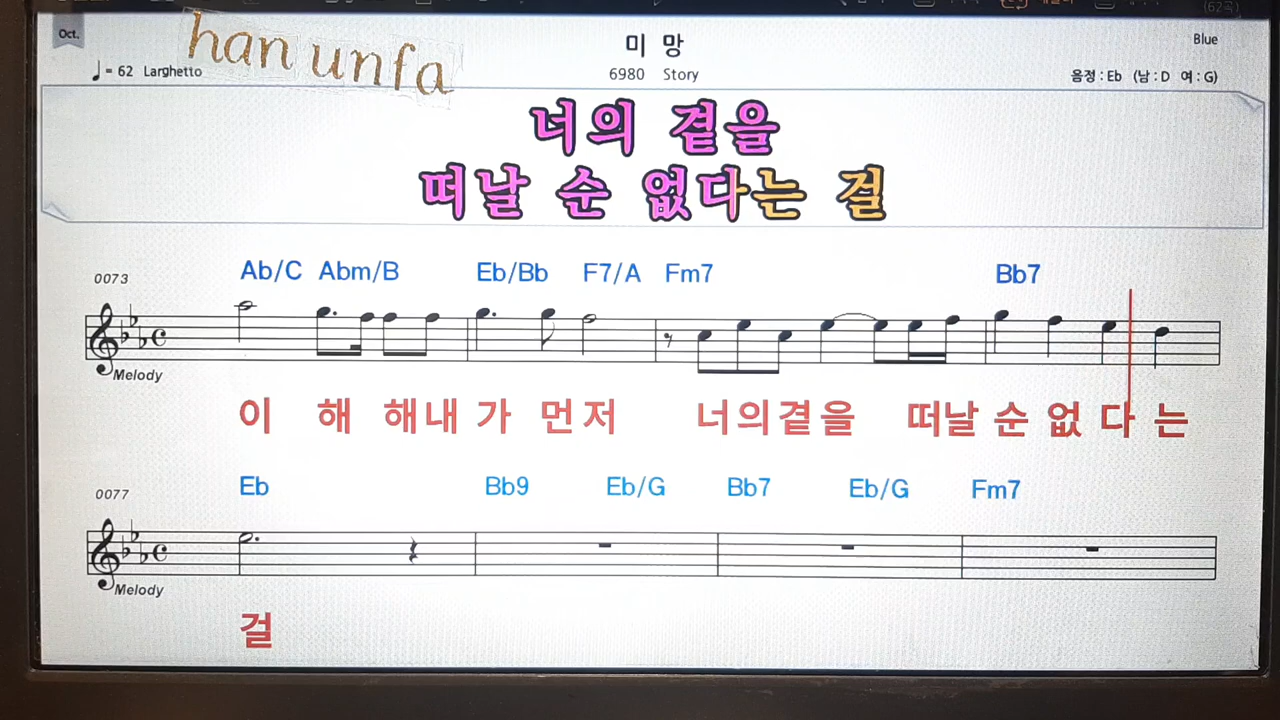 (62곡)
Oct.
han unfa
미 망
Blue
♩= 62 Larghetto
6980 Story
음정 : Eb (남 : D 여 : G)
너의 곁을
떠날 순 없다는 걸
0073
Ab/C Abm/B Eb/Bb F7/A Fm7 Bb7
Melody
이 해 해내 가 먼저 너의곁을 떠날 순 없 다 는
0077
Eb Bb9 Eb/G Bb7 Eb/G Fm7
Melody
걸